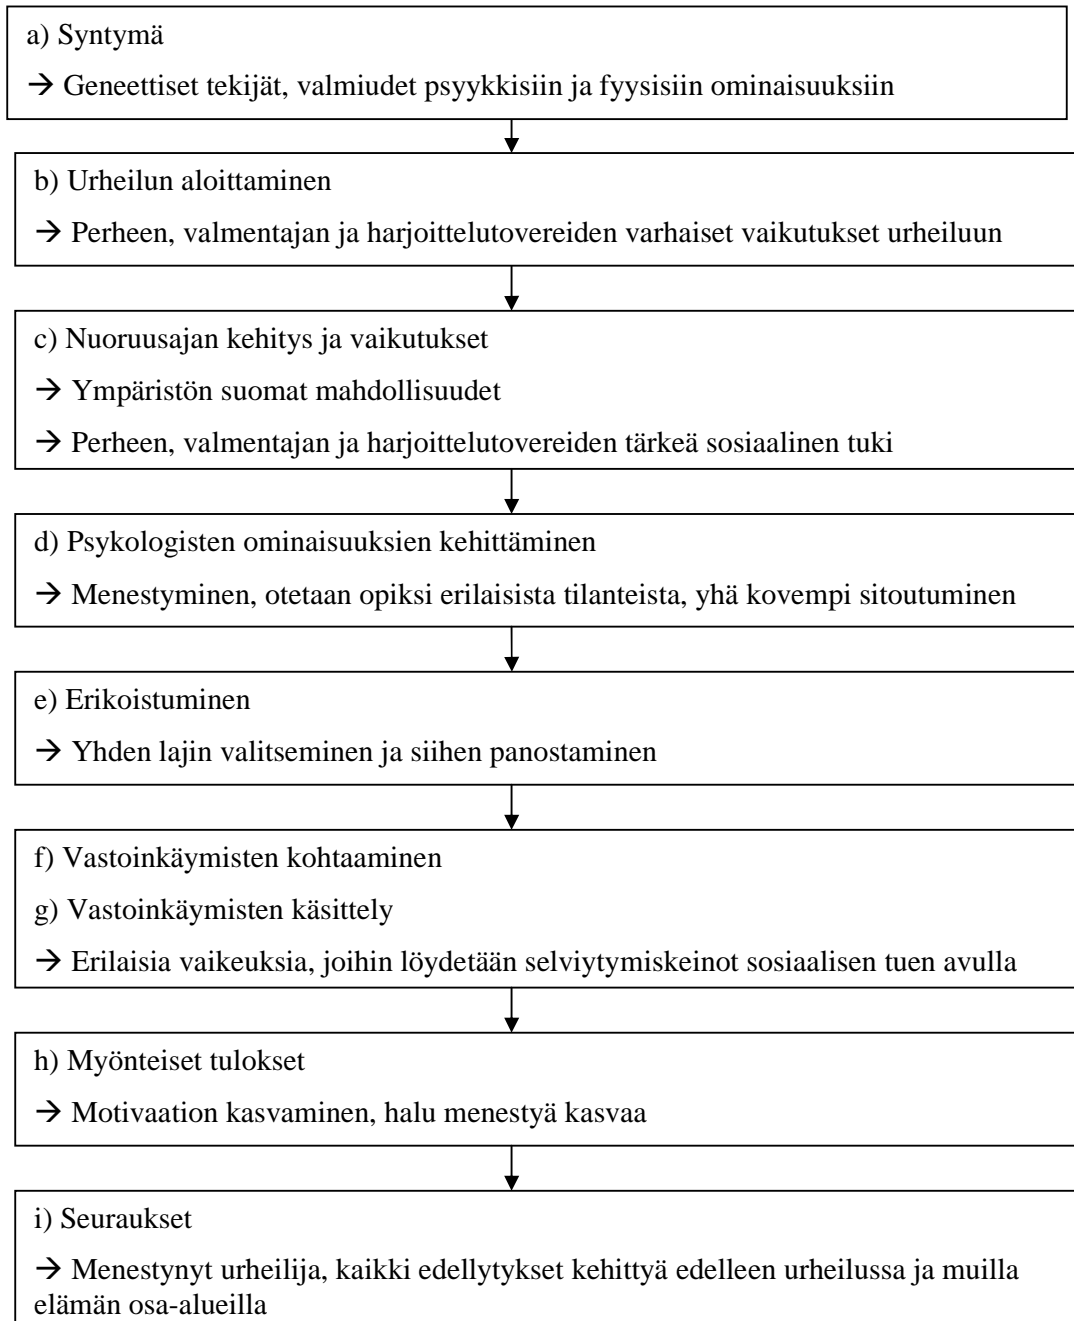 a) Syntymä
→ Geneettiset tekijät, valmiudet psyykkisiin ja fyysisiin ominaisuuksiin
b) Urheilun aloittaminen
→ Perheen, valmentajan ja harjoittelutovereiden varhaiset vaikutukset urheiluun
c) Nuoruusajan kehitys ja vaikutukset
→ Ympäristön suomat mahdollisuudet
→ Perheen, valmentajan ja harjoittelutovereiden tärkeä sosiaalinen tuki
d) Psykologisten ominaisuuksien kehittäminen
→ Menestyminen, otetaan opiksi erilaisista tilanteista, yhä kovempi sitoutuminen
e) Erikoistuminen
→ Yhden lajin valitseminen ja siihen panostaminen
f) Vastoinkäymisten kohtaaminen
g) Vastoinkäymisten käsittely
→ Erilaisia vaikeuksia, joihin löydetään selviytymiskeinot sosiaalisen tuen avulla
h) Myönteiset tulokset
→ Motivaation kasvaminen, halu menestyä kasvaa
i) Seuraukset
→ Menestynyt urheilija, kaikki edellytykset kehittyä edelleen urheilussa ja muilla
elämän osa-alueilla